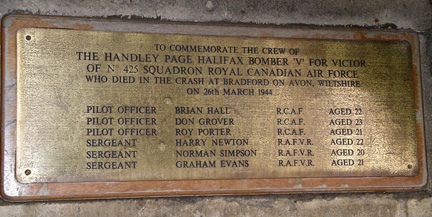 TO COMMEMORATE THE CREW OF
THE HANDLEY PAGE HALIFAX BOMBER 'V' FOR VICTOR
OF No 425 SQUADRON ROYAL CANADIAN AIR FORCE
WHO DIED IN THE CRASH AT BRADFORD ON AVON, WILTSHIRE
ON 26th MARCH 1944
PILOT OFFICER BRIAN HALL R.C.A.F. AGED 22
PILOT OFFICER DON GROVER R.C.A.F. AGED 23
PILOT OFFICER ROY PORTER R.C.A.F. AGED 21
SERGEANT HARRY NEWTON R.A.F.V.R. AGED 22
SERGEANT NORMAN SIMPSON R.A.F.V.R. AGED 20
SERGEANT GRAHAM EVANS R.A.F.V.R. AGED 21